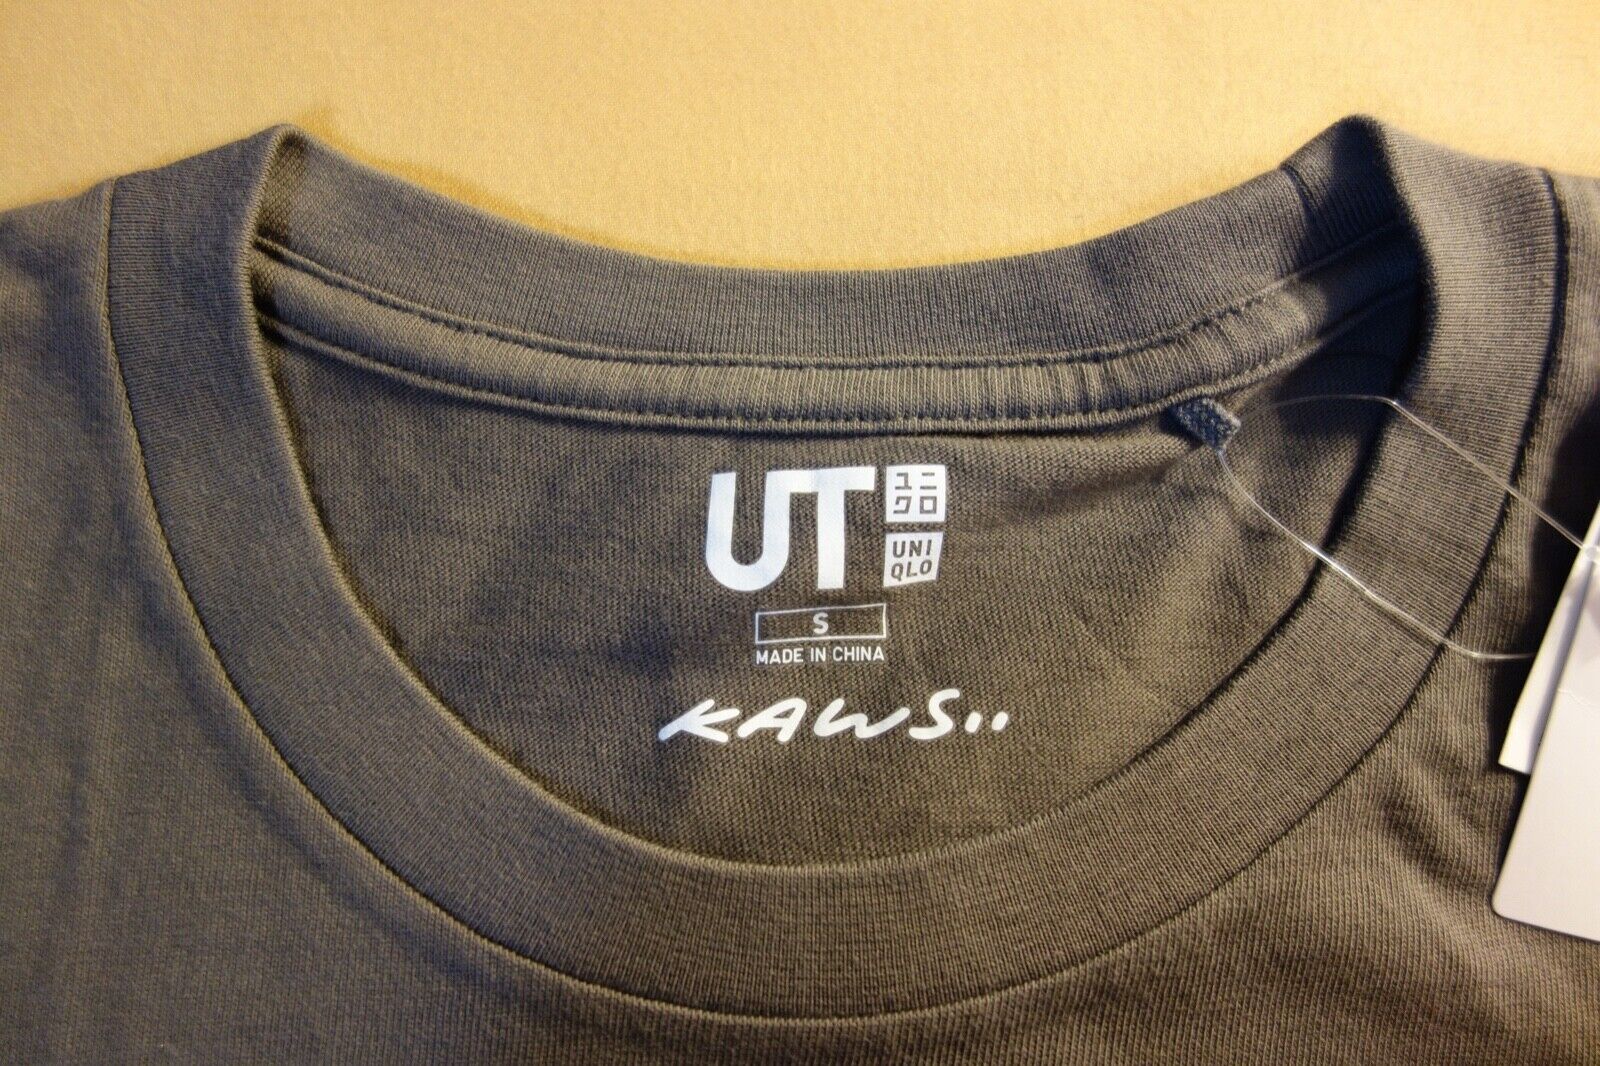 UT
ユニ
クロ
UNI
QLO
S
MADE IN CHINA
KAWS..